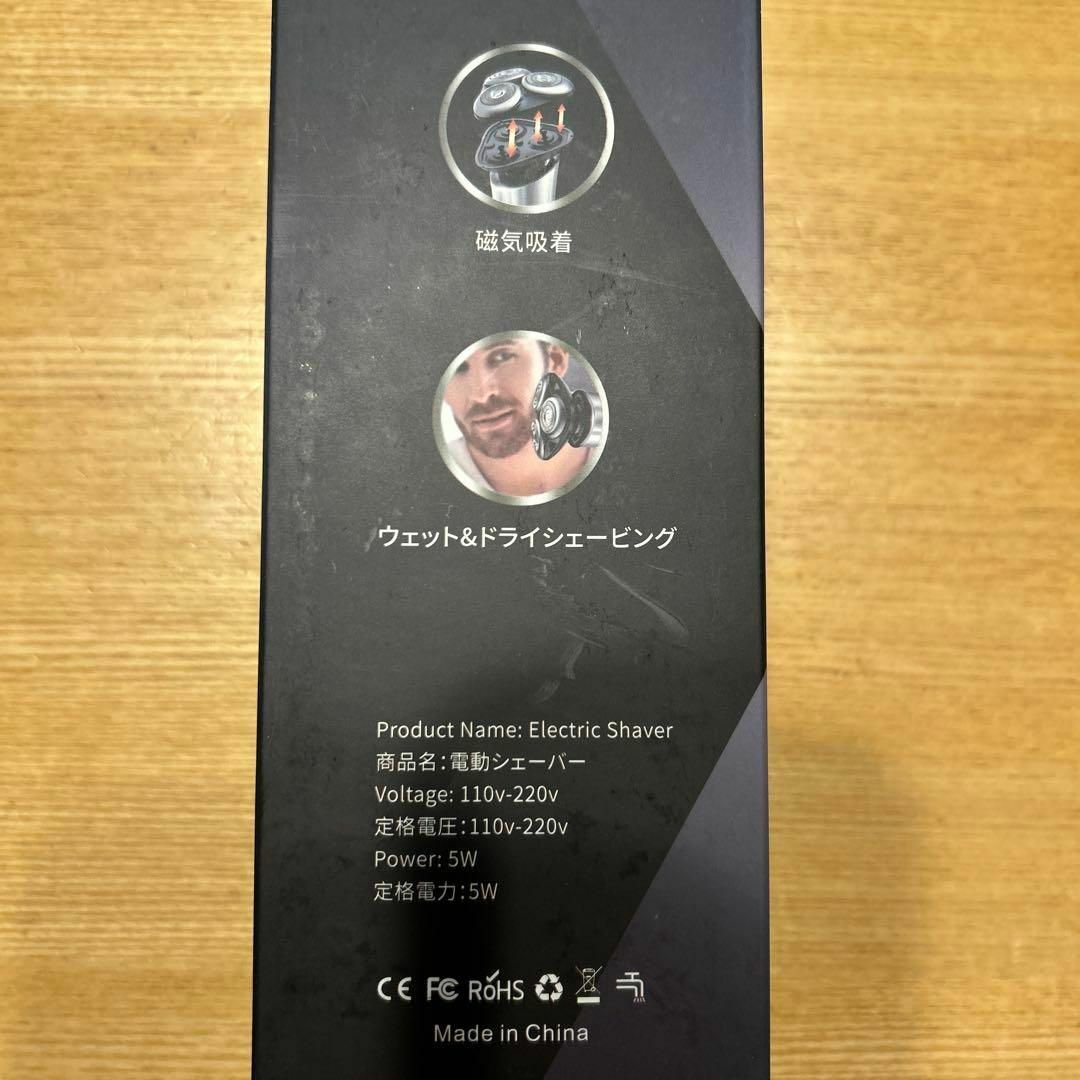 磁気吸着
ウェット&ドライシェービング
Product Name: Electric Shaver
商品名:電動シェーバー
Voltage: 110v-220v
定格電圧:110v-220v
Power: 5W
定格電力:5W
CE FC RoHS
Made in China